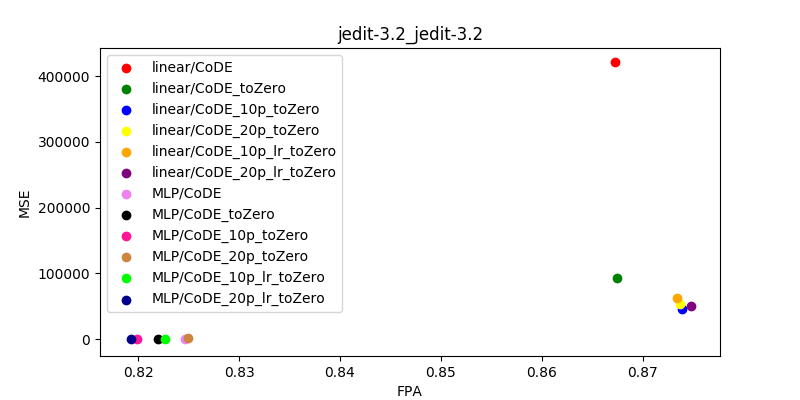 jedit-3.2_jedit-3.2
MSE
400000
300000
200000
100000
0
linear/CoDE
linear/CoDE_toZero
linear/CoDE_10p_toZero
linear/CoDE_20p_toZero
linear/CoDE_10p_lr_toZero
linear/CoDE_20p_lr_toZero
MLP/CoDE
MLP/CoDE_toZero
MLP/CoDE_10p_toZero
MLP/CoDE_20p_toZero
MLP/CoDE_10p_lr_toZero
MLP/CoDE_20p_lr_toZero
0.82 0.83 0.84 0.85 0.86 0.87
FPA